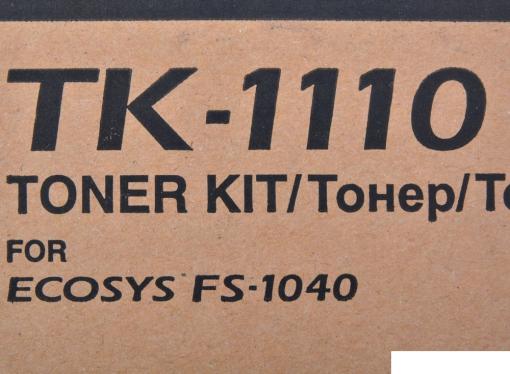 TK-1110
TONER KIT/Тонер/
FOR
ECOSYS FS-1040